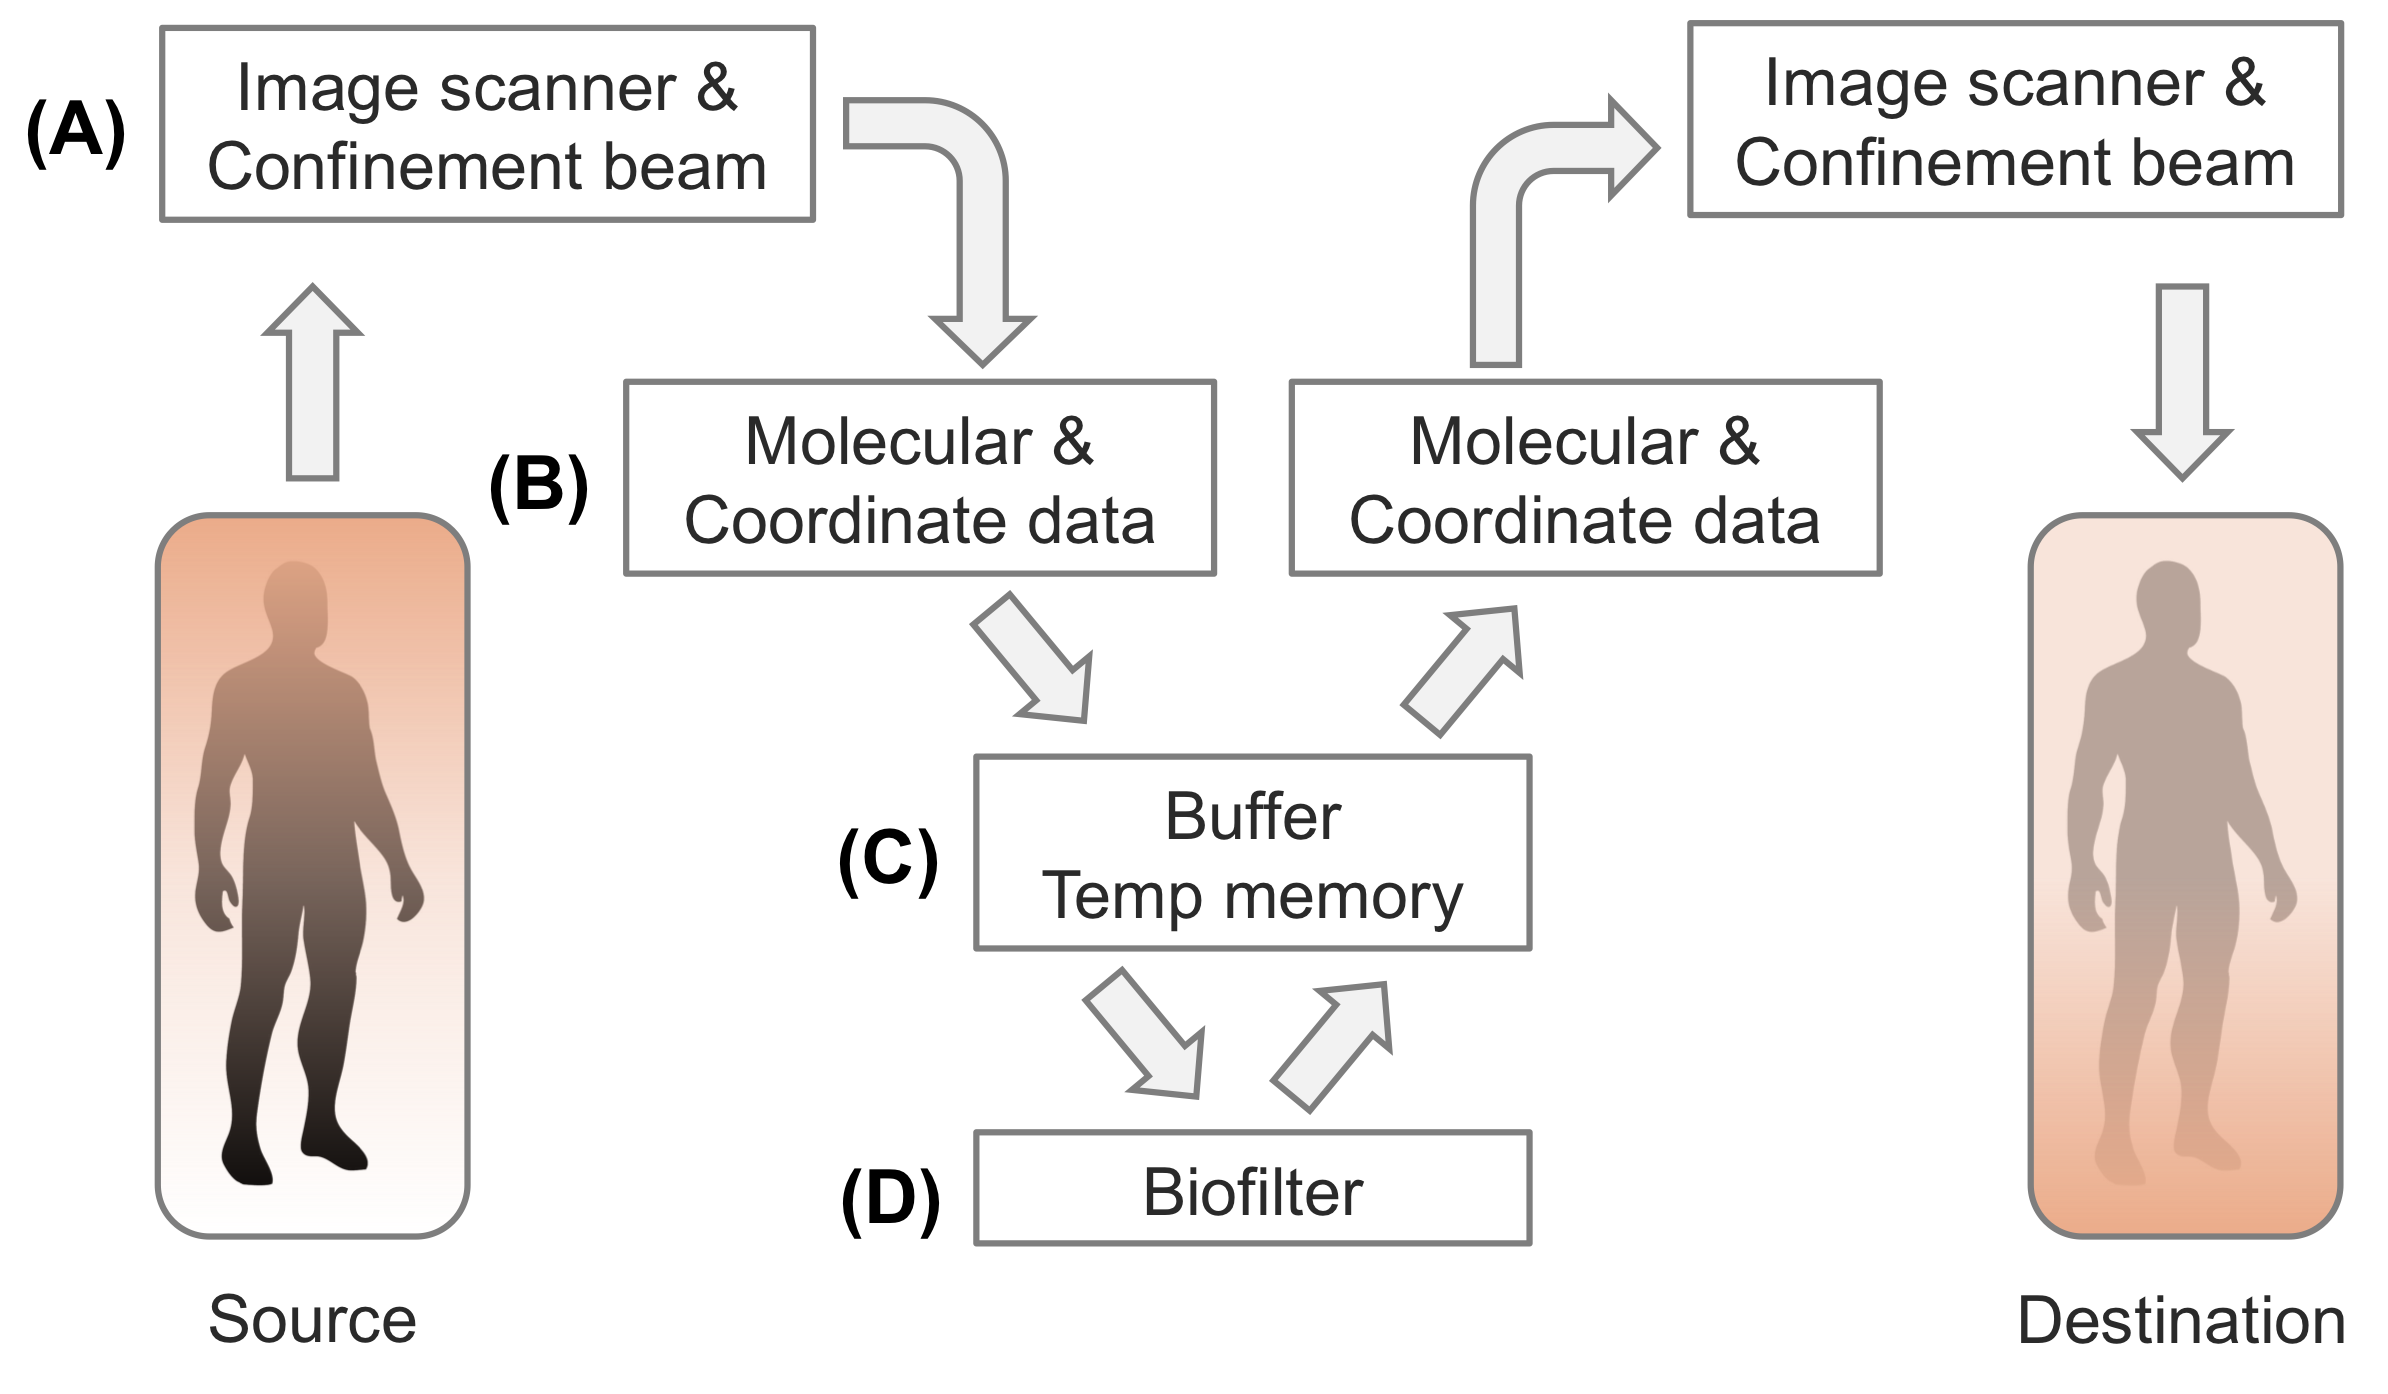 (A)
Image scanner &
Confinement beam
Image scanner &
Confinement beam
(B)
Molecular &
Coordinate data
Molecular &
Coordinate data
(C)
Buffer
Temp memory
(D)
Biofilter
Source
Destination